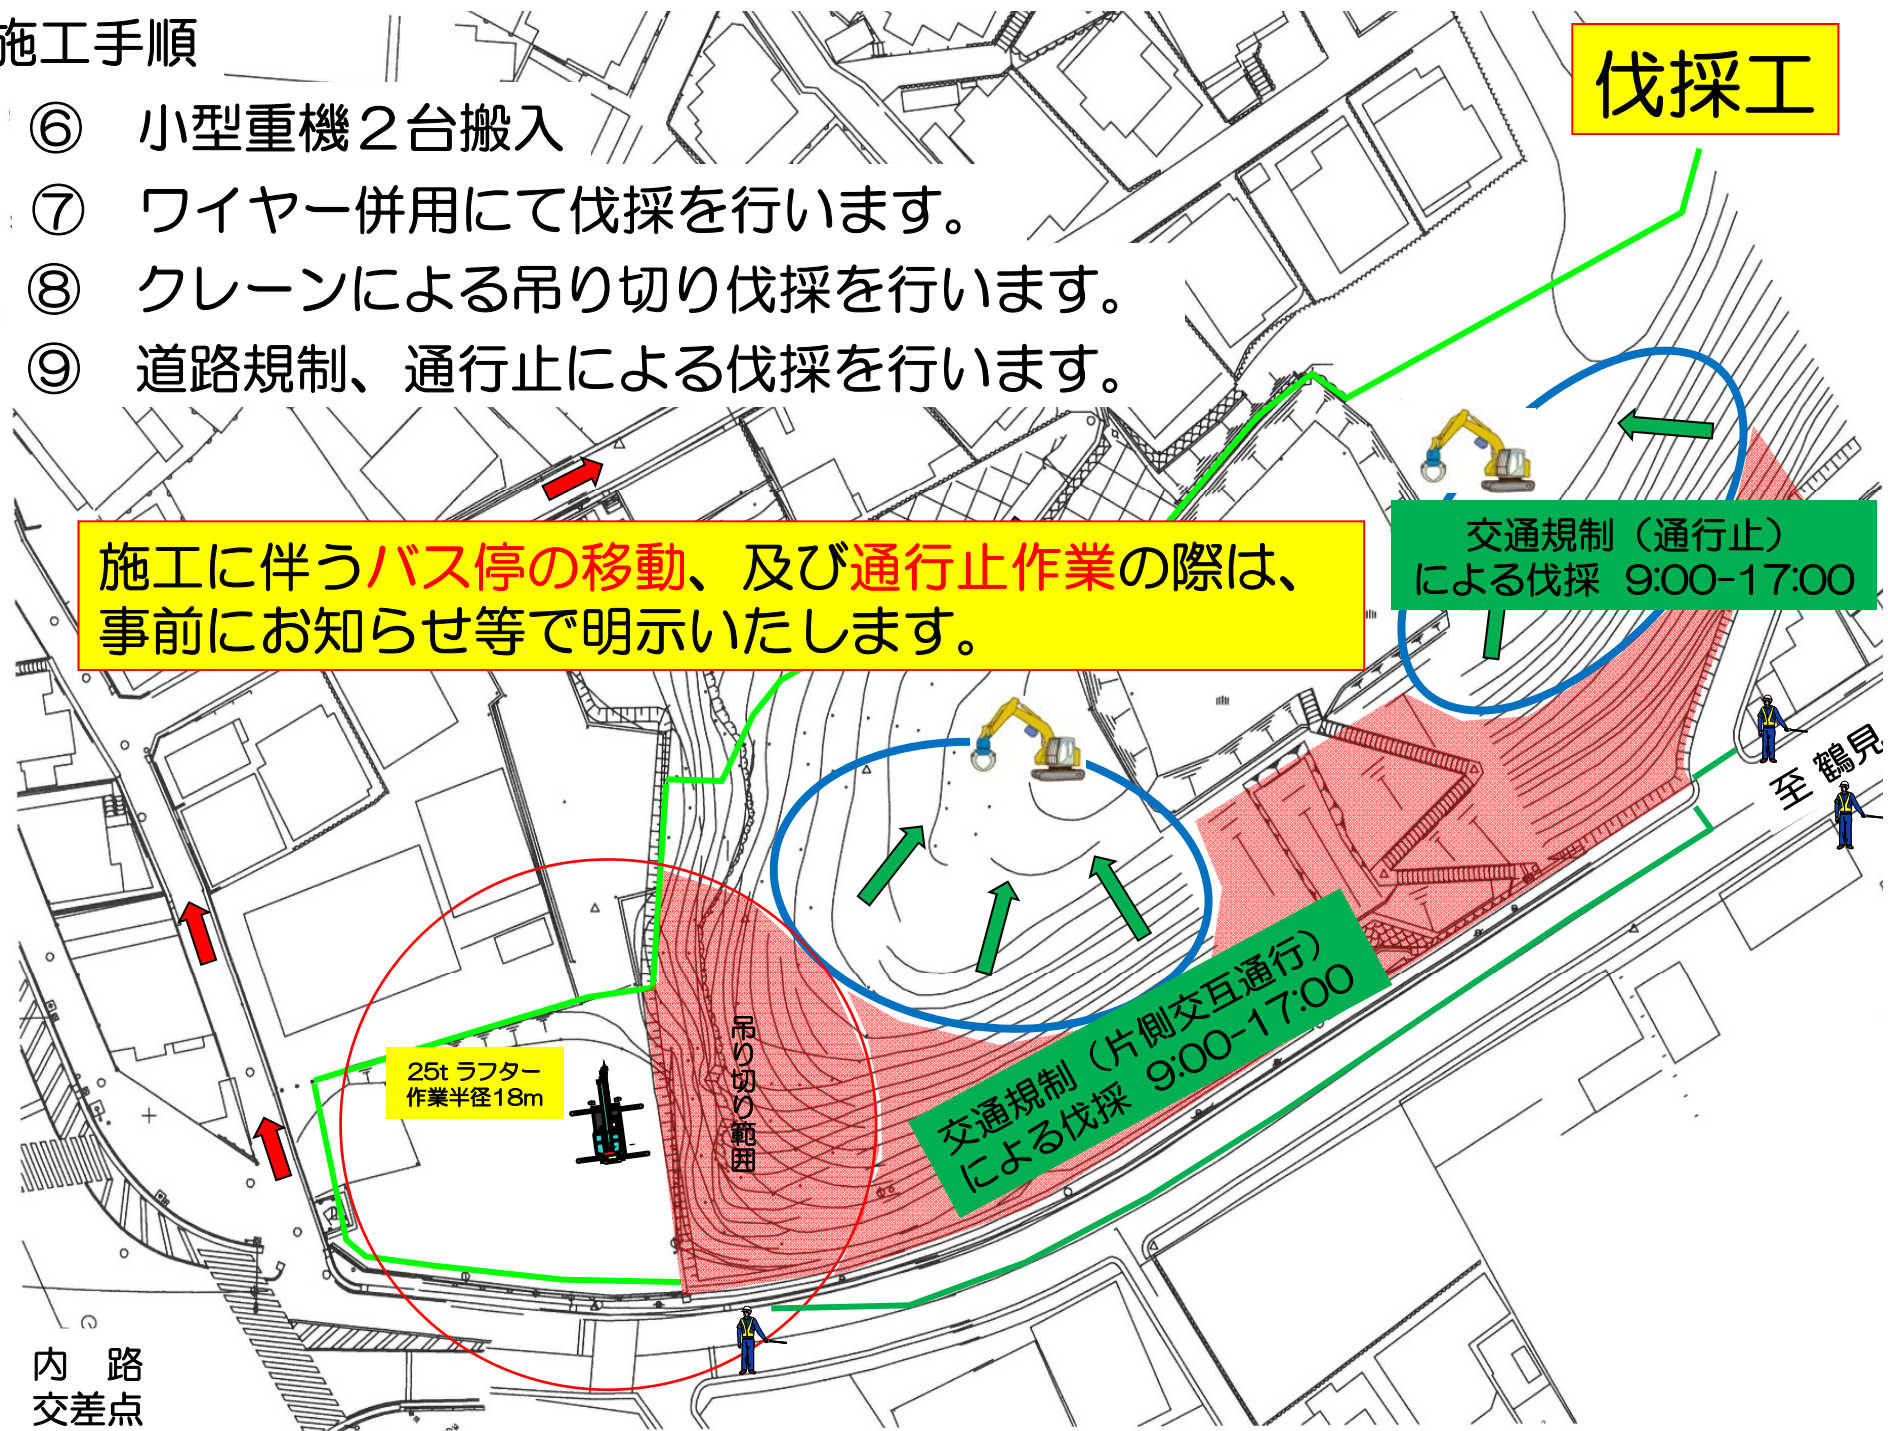 施工手順
⑥ 小型重機２台搬入
⑦ ワイヤー併用にて伐採を行います。
⑧ クレーンによる吊り切り伐採を行います。
⑨ 道路規制、通行止による伐採を行います。
伐採工
施工に伴うバス停の移動、及び通行止作業の際は、
事前にお知らせ等で明示いたします。
交通規制（通行止）
による伐採 9:00-17:00
至 鶴見
25t ラフター
作業半径18m
吊り切り範囲
交通規制（片側交互通行）
による伐採 9:00-17:00
内 路
交差点